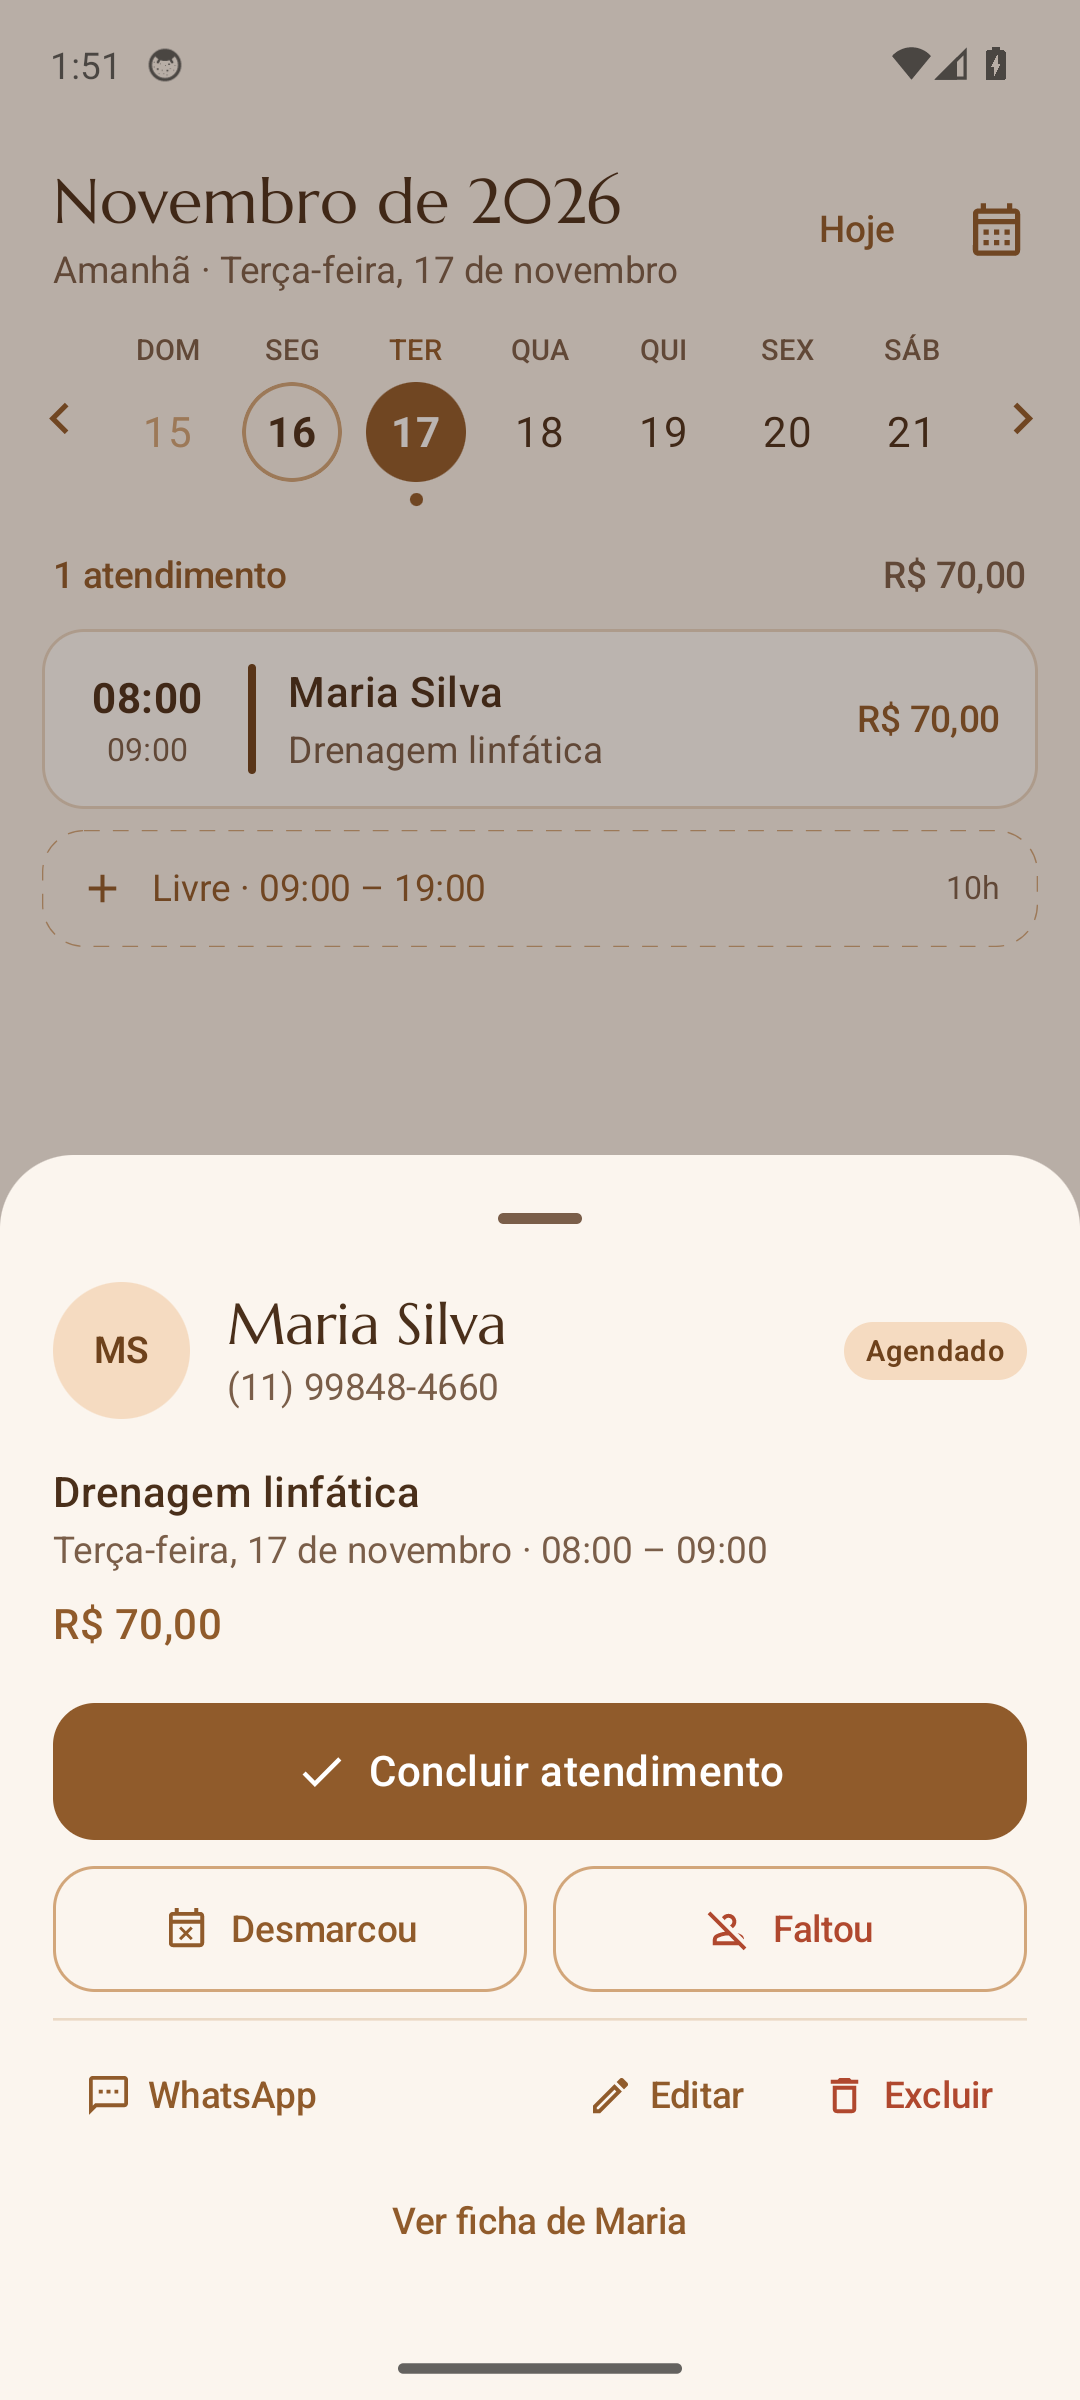 1:51
Novembro de 2026
Hoje
Amanhã · Terça-feira, 17 de novembro
DOM SEG TER QUA QUI SEX SÁB
15 16 17 18 19 20 21
1 atendimento R$ 70,00
08:00 Maria Silva
09:00 Drenagem linfática
R$ 70,00
Livre · 09:00 – 19:00 10h
MS
Maria Silva
(11) 99848-4660
Agendado
Drenagem linfática
Terça-feira, 17 de novembro · 08:00 – 09:00
R$ 70,00
Concluir atendimento
Desmarcou Faltou
WhatsApp Editar Excluir
Ver ficha de Maria